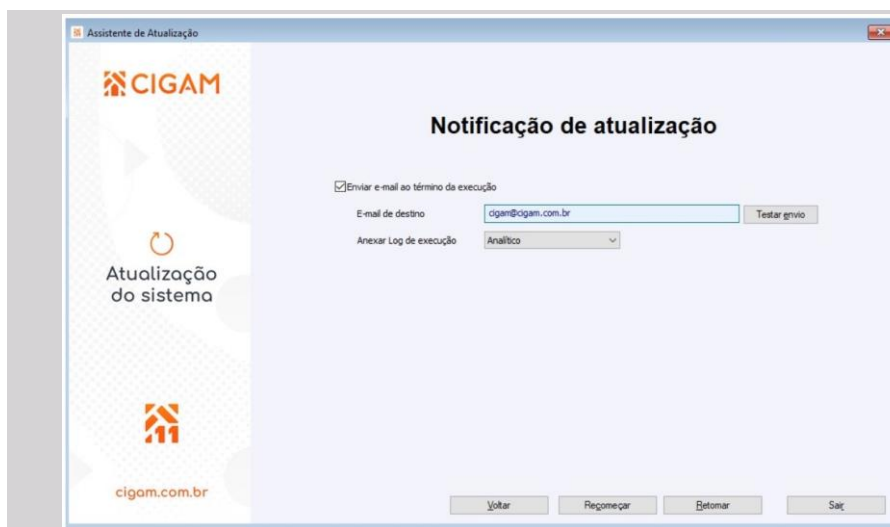 Assistente de Atualização
CIGAM
Notificação de atualização
Enviar e-mail ao término da execução
E-mail de destino
cigam@cigam.com.br
Testar envio
Anexar Log de execução
Analítico
Atualização
do sistema
11
cigam.com.br
Voltar
Recomeçar
Retomar
Sair